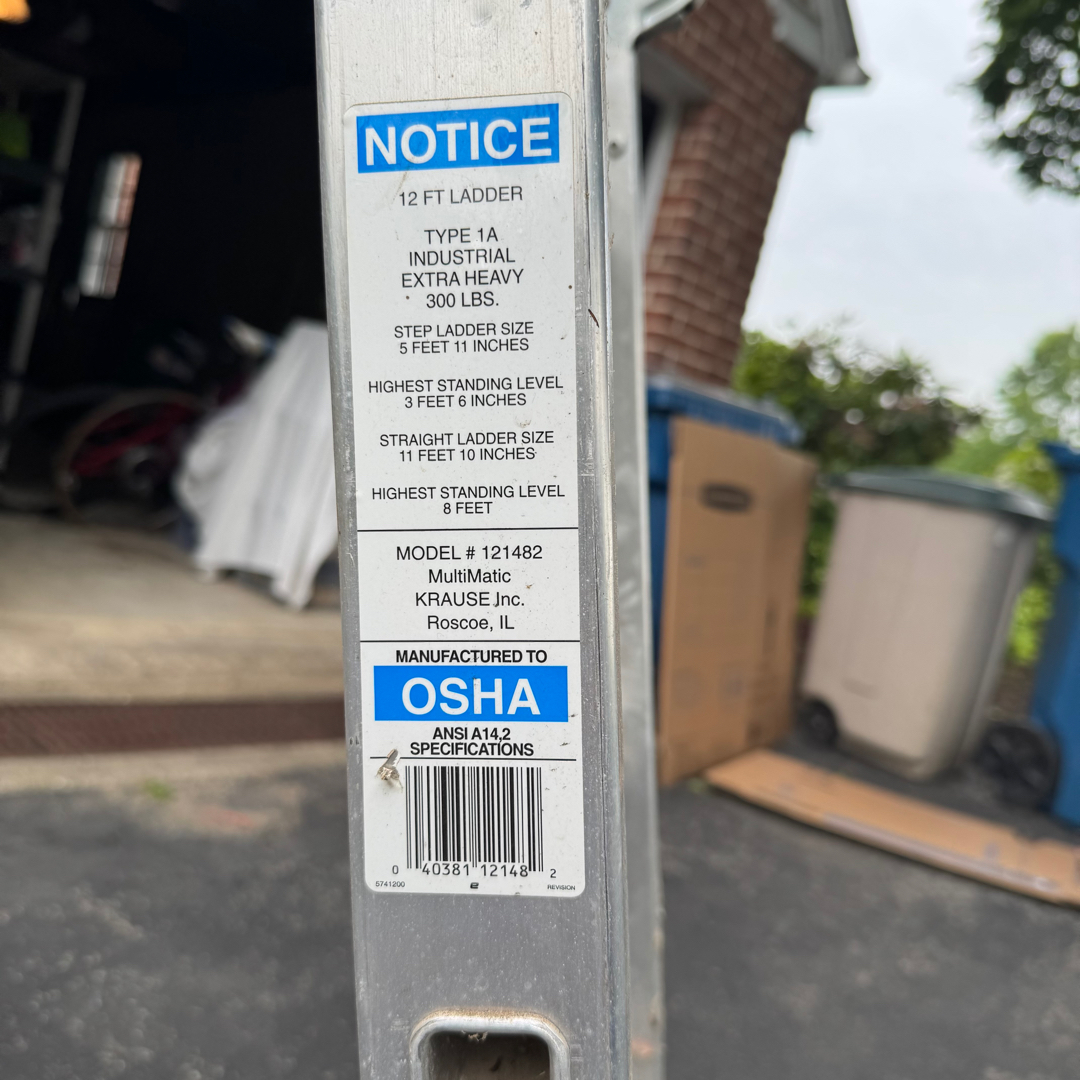 NOTICE
12 FT LADDER
TYPE 1A
INDUSTRIAL
EXTRA HEAVY
300 LBS.
STEP LADDER SIZE
5 FEET 11 INCHES
HIGHEST STANDING LEVEL
3 FEET 6 INCHES
STRAIGHT LADDER SIZE
11 FEET 10 INCHES
HIGHEST STANDING LEVEL
8 FEET
MODEL # 121482
MultiMatic
KRAUSE Inc.
Roscoe, IL
MANUFACTURED TO
OSHA
ANSI A14,2
SPECIFICATIONS
0 40381 12148 2
5741200 e REVISION